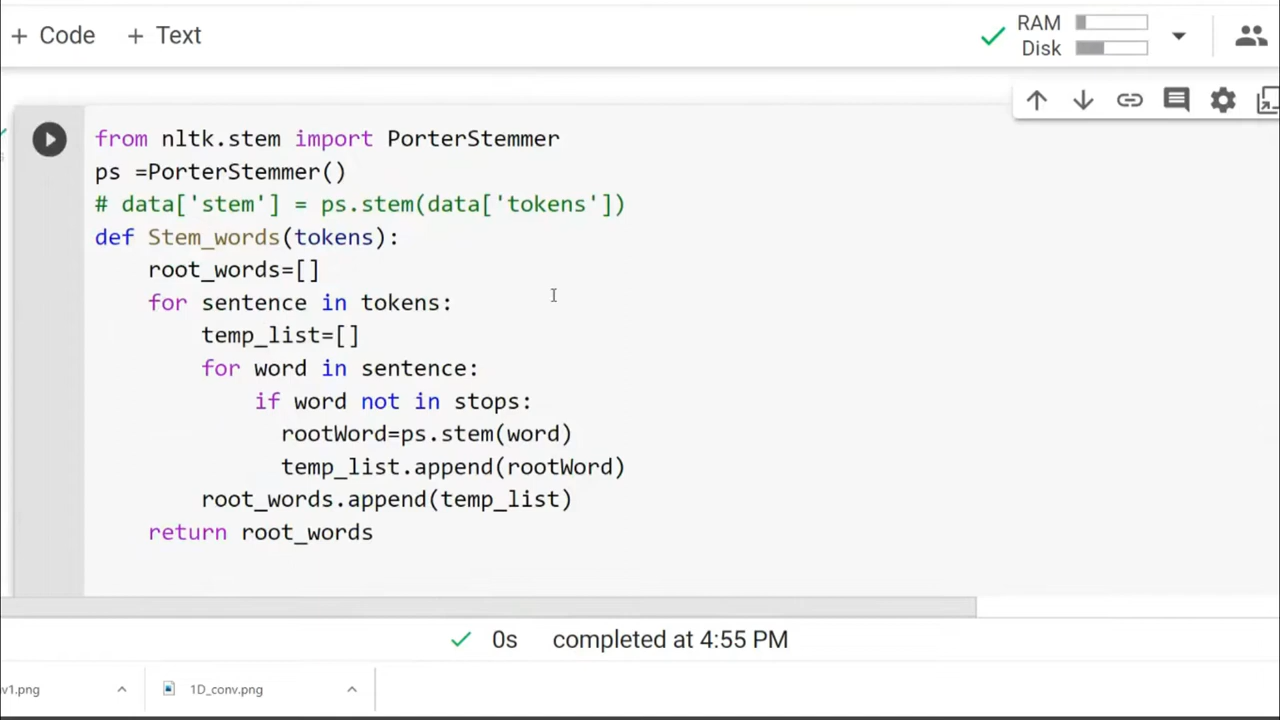 + Code + Text
RAM
Disk
from nltk.stem import PorterStemmer
ps =PorterStemmer()
# data['stem'] = ps.stem(data['tokens'])
def Stem_words(tokens):
    root_words=[]
    for sentence in tokens:
        temp_list=[]
        for word in sentence:
            if word not in stops:
              rootWord=ps.stem(word)
              temp_list.append(rootWord)
        root_words.append(temp_list)
    return root_words
0s completed at 4:55 PM
v1.png 1D_conv.png